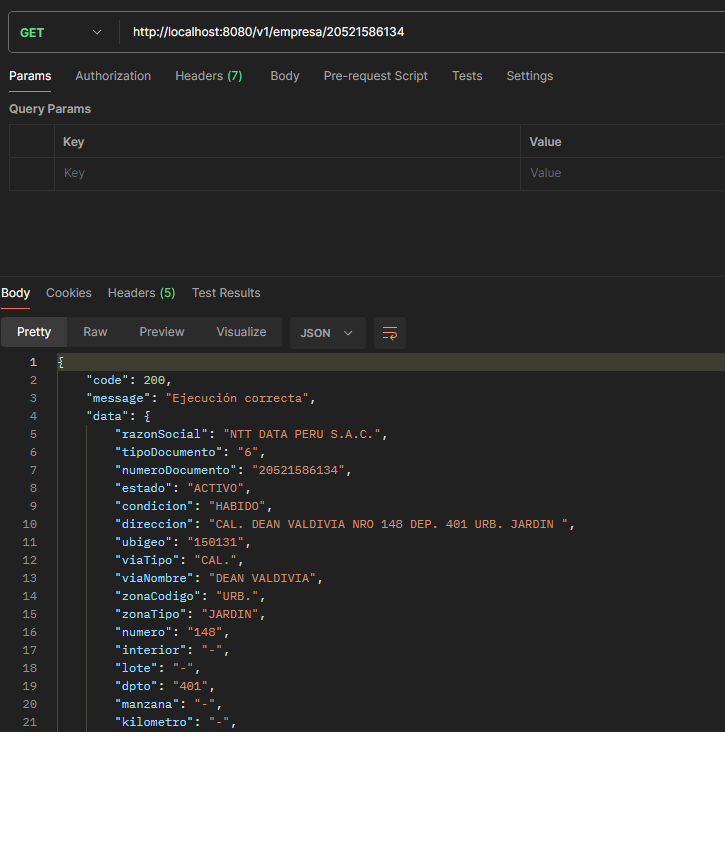 GET http://localhost:8080/v1/empresa/20521586134
Params Authorization Headers (7) Body Pre-request Script Tests Settings
Query Params
Key Value
Key Value
Body Cookies Headers (5) Test Results
Pretty Raw Preview Visualize JSON
1 {
2 "code": 200,
3 "message": "Ejecución correcta",
4 "data": {
5 "razonSocial": "NTT DATA PERU S.A.C.",
6 "tipoDocumento": "6",
7 "numeroDocumento": "20521586134",
8 "estado": "ACTIVO",
9 "condicion": "HABIDO",
10 "direccion": "CAL. DEAN VALDIVIA NRO 148 DEP. 401 URB. JARDIN ",
11 "ubigeo": "150131",
12 "viaTipo": "CAL.",
13 "viaNombre": "DEAN VALDIVIA",
14 "zonaCodigo": "URB.",
15 "zonaTipo": "JARDIN",
16 "numero": "148",
17 "interior": "-",
18 "lote": "-",
19 "dpto": "401",
20 "manzana": "-",
21 "kilometro": "-",